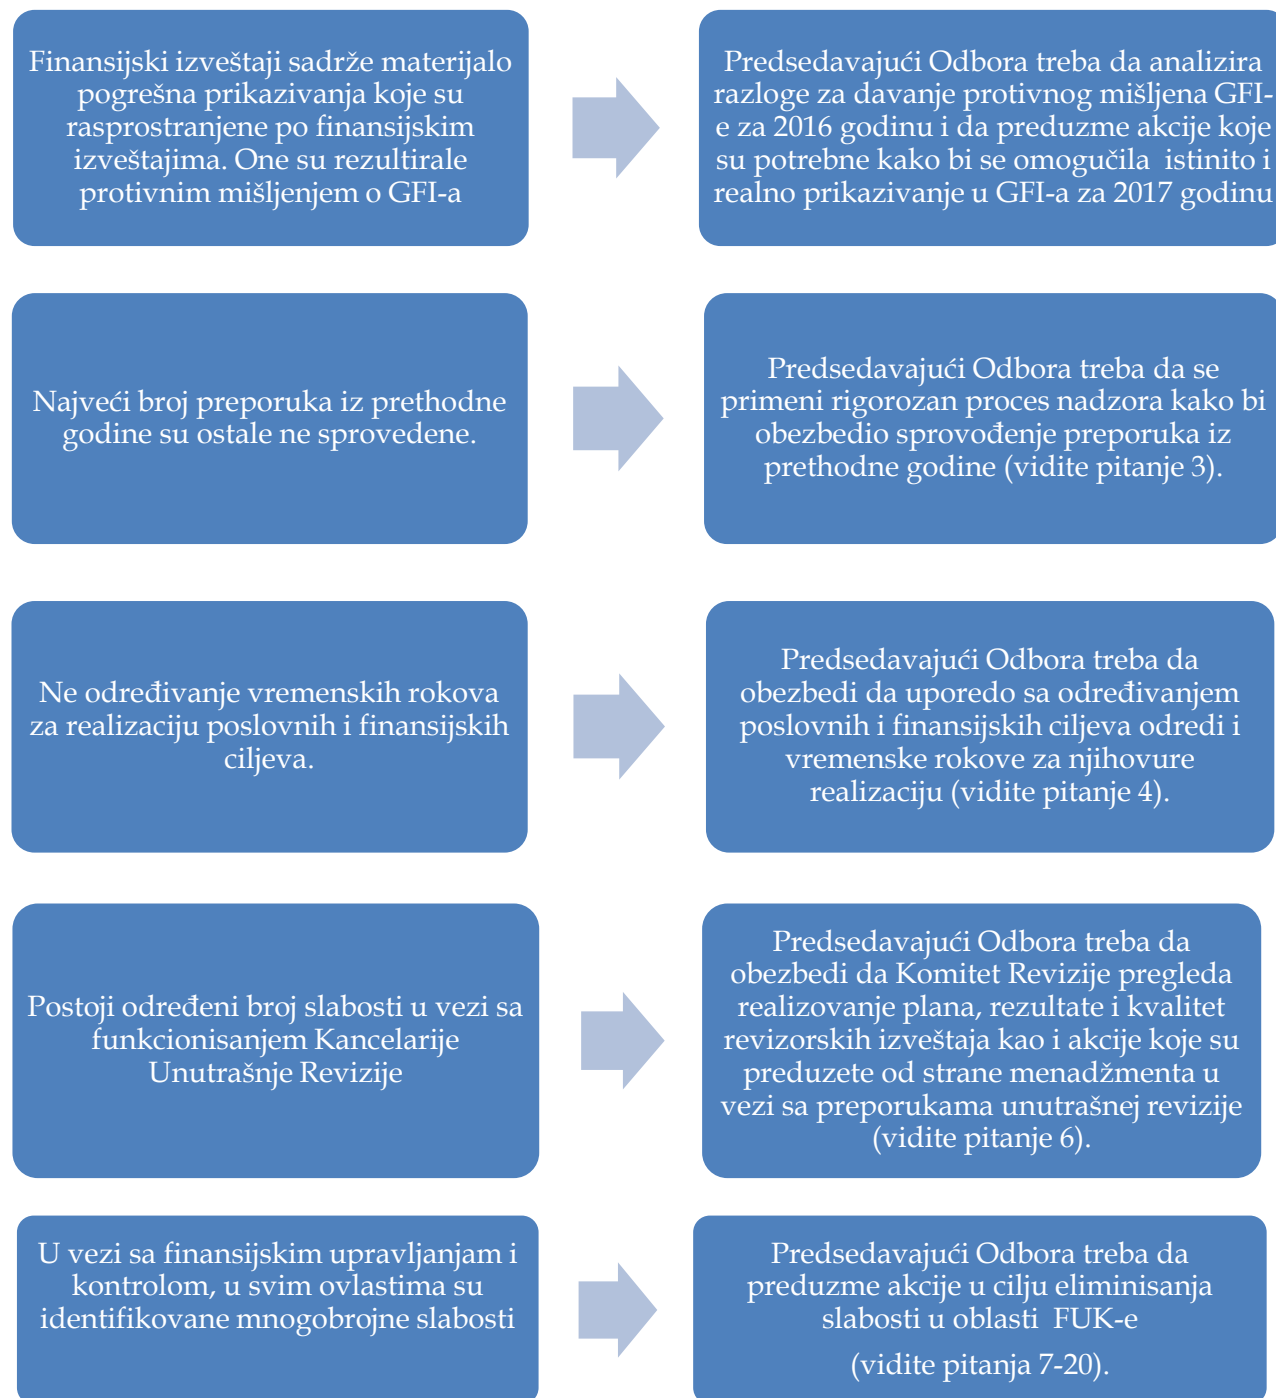 Finansijski izveštaji sadrže materijalo
pogrešna prikazivanja koje su
rasprostranjene po finansijskim
izveštajima. One su rezultirale
protivnim mišljenjem o GFI-a
Predsedavajući Odbora treba da analizira
razloge za davanje protivnog mišljena GFI-
e za 2016 godinu i da preduzme akcije koje
su potrebne kako bi se omogučila istinito i
realno prikazivanje u GFI-a za 2017 godinu
Najveći broj preporuka iz prethodne
godine su ostale ne sprovedene.
Predsedavajući Odbora treba da se
primeni rigorozan proces nadzora kako bi
obezbedio sprovođenje preporuka iz
prethodne godine (vidite pitanje 3).
Ne određivanje vremenskih rokova
za realizaciju poslovnih i finansijskih
ciljeva.
Predsedavajući Odbora treba da
obezbedi da uporedo sa određivanjem
poslovnih i finansijskih ciljeva odredi i
vremenske rokove za njihovure
realizaciju (vidite pitanje 4).
Postoji određeni broj slabosti u vezi sa
funkcionisanjem Kancelarije
Unutrašnje Revizije
Predsedavajući Odbora treba da
obezbedi da Komitet Revizije pregleda
realizovanje plana, rezultate i kvalitet
revizorskih izveštaja kao i akcije koje su
preduzete od strane menadžmenta u
vezi sa preporukama unutrašnej revizije
(vidite pitanje 6).
U vezi sa finansijskim upravljanjam i
kontrolom, u svim ovlastima su
identifikovane mnogobrojne slabosti
Predsedavajući Odbora treba da
preduzme akcije u cilju eliminisanja
slabosti u oblasti FUK-e
(vidite pitanja 7-20).